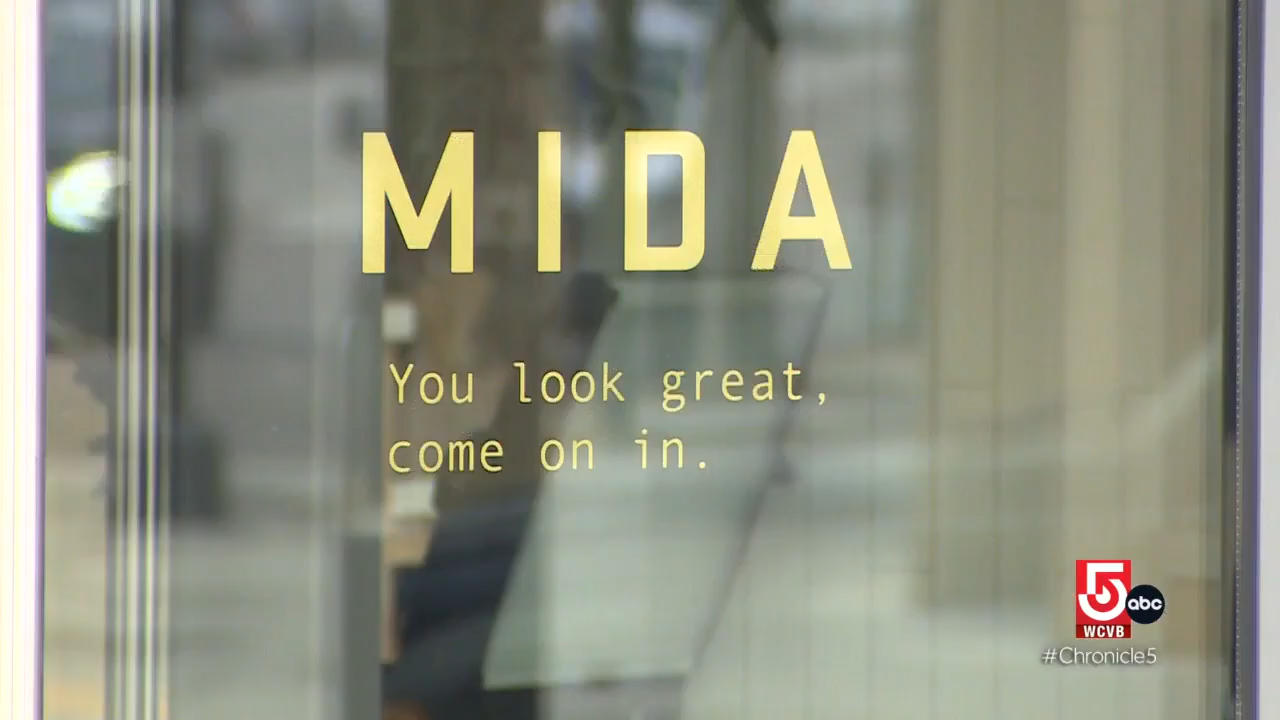 MIDA
You look great,
come on in.
5
abc
WCVB
#Chronicle5